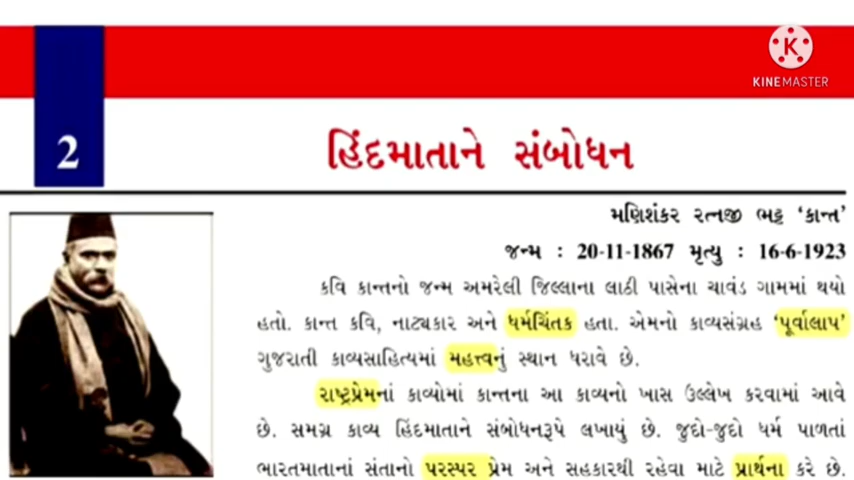 KINEMASTER
2
હિંદમાતાને સંબોધન
મણિશંકર રત્નજી ભટ્ટ ‘કાન્ત’
જન્મ : 20-11-1867 મૃત્યુ : 16-6-1923
કવિ કાન્તનો જન્મ અમરેલી જિલ્લાના લાઠી પાસેના ચાવંડ ગામમાં થયો
હતો. કાન્ત કવિ, નાટ્યકાર અને ધર્મચિંતક હતા. એમનો કાવ્યસંગ્રહ ‘પૂર્વાલાપ’
ગુજરાતી કાવ્યસાહિત્યમાં મહત્ત્વનું સ્થાન ધરાવે છે.
રાષ્ટ્રપ્રેમનાં કાવ્યોમાં કાન્તના આ કાવ્યનો ખાસ ઉલ્લેખ કરવામાં આવે
છે. સમગ્ર કાવ્ય હિંદમાતાને સંબોધનરૂપે લખાયું છે. જુદો-જુદો ધર્મ પાળતાં
ભારતમાતાનાં સંતાનો પરસ્પર પ્રેમ અને સહકારથી રહેવા માટે પ્રાર્થના કરે છે.